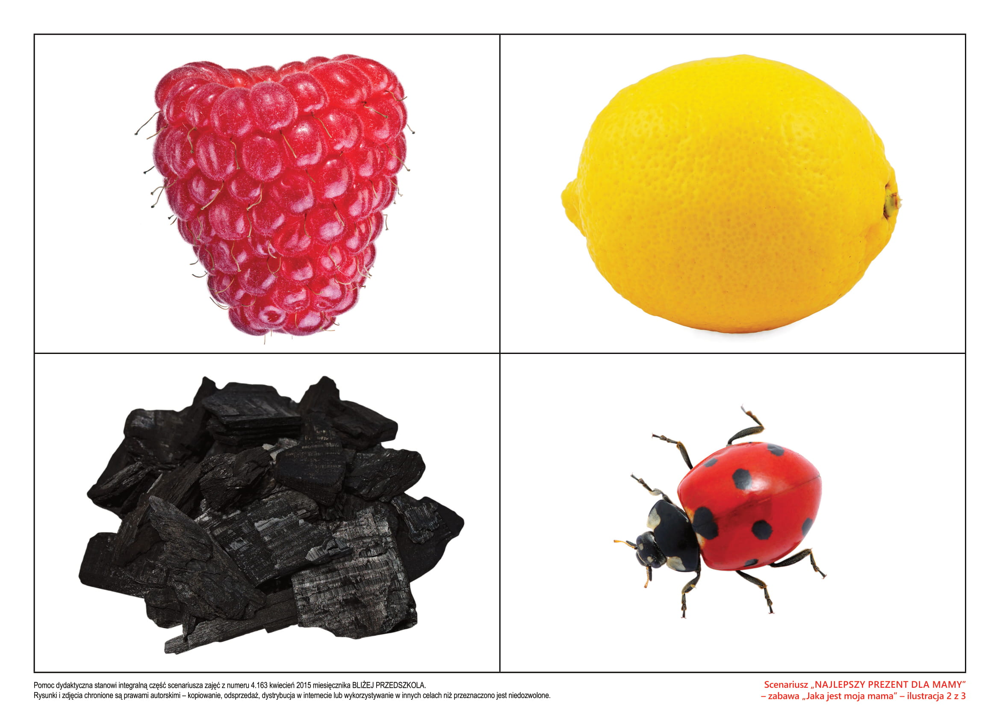 Pomoc dydaktyczna stanowi integralną część scenariusza zajęć z numeru 4.163 kwiecień 2015 miesięcznika BLIŻEJ PRZEDSZKOLA.
Rysunki i zdjęcia chronione są prawami autorskimi – kopiowanie, odsprzedaż, dystrybucja w internecie lub wykorzystywanie w innych celach niż przeznaczono jest niedozwolone.
Scenariusz „NAJLEPSZY PREZENT DLA MAMY”
– zabawa „Jaka jest moja mama” – ilustracja 2 z 3